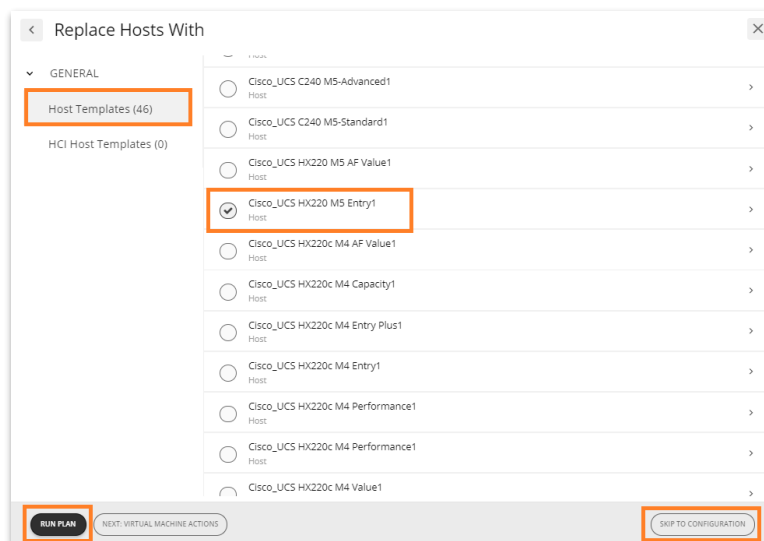 Replace Hosts With
GENERAL
Host Templates (46)
HCI Host Templates (0)
Host
Cisco_UCS C240 M5-Advanced1
Host
Cisco_UCS C240 M5-Standard1
Host
Cisco_UCS HX220 M5 AF Value1
Host
Cisco_UCS HX220 M5 Entry1
Host
Cisco_UCS HX220c M4 AF Value1
Host
Cisco_UCS HX220c M4 Capacity1
Host
Cisco_UCS HX220c M4 Entry Plus1
Host
Cisco_UCS HX220c M4 Entry1
Host
Cisco_UCS HX220c M4 Performance1
Host
Cisco_UCS HX220c M4 Performance1
Host
Cisco_UCS HX220c M4 Value1
RUN PLAN
NEXT: VIRTUAL MACHINE ACTIONS
SKIP TO CONFIGURATION